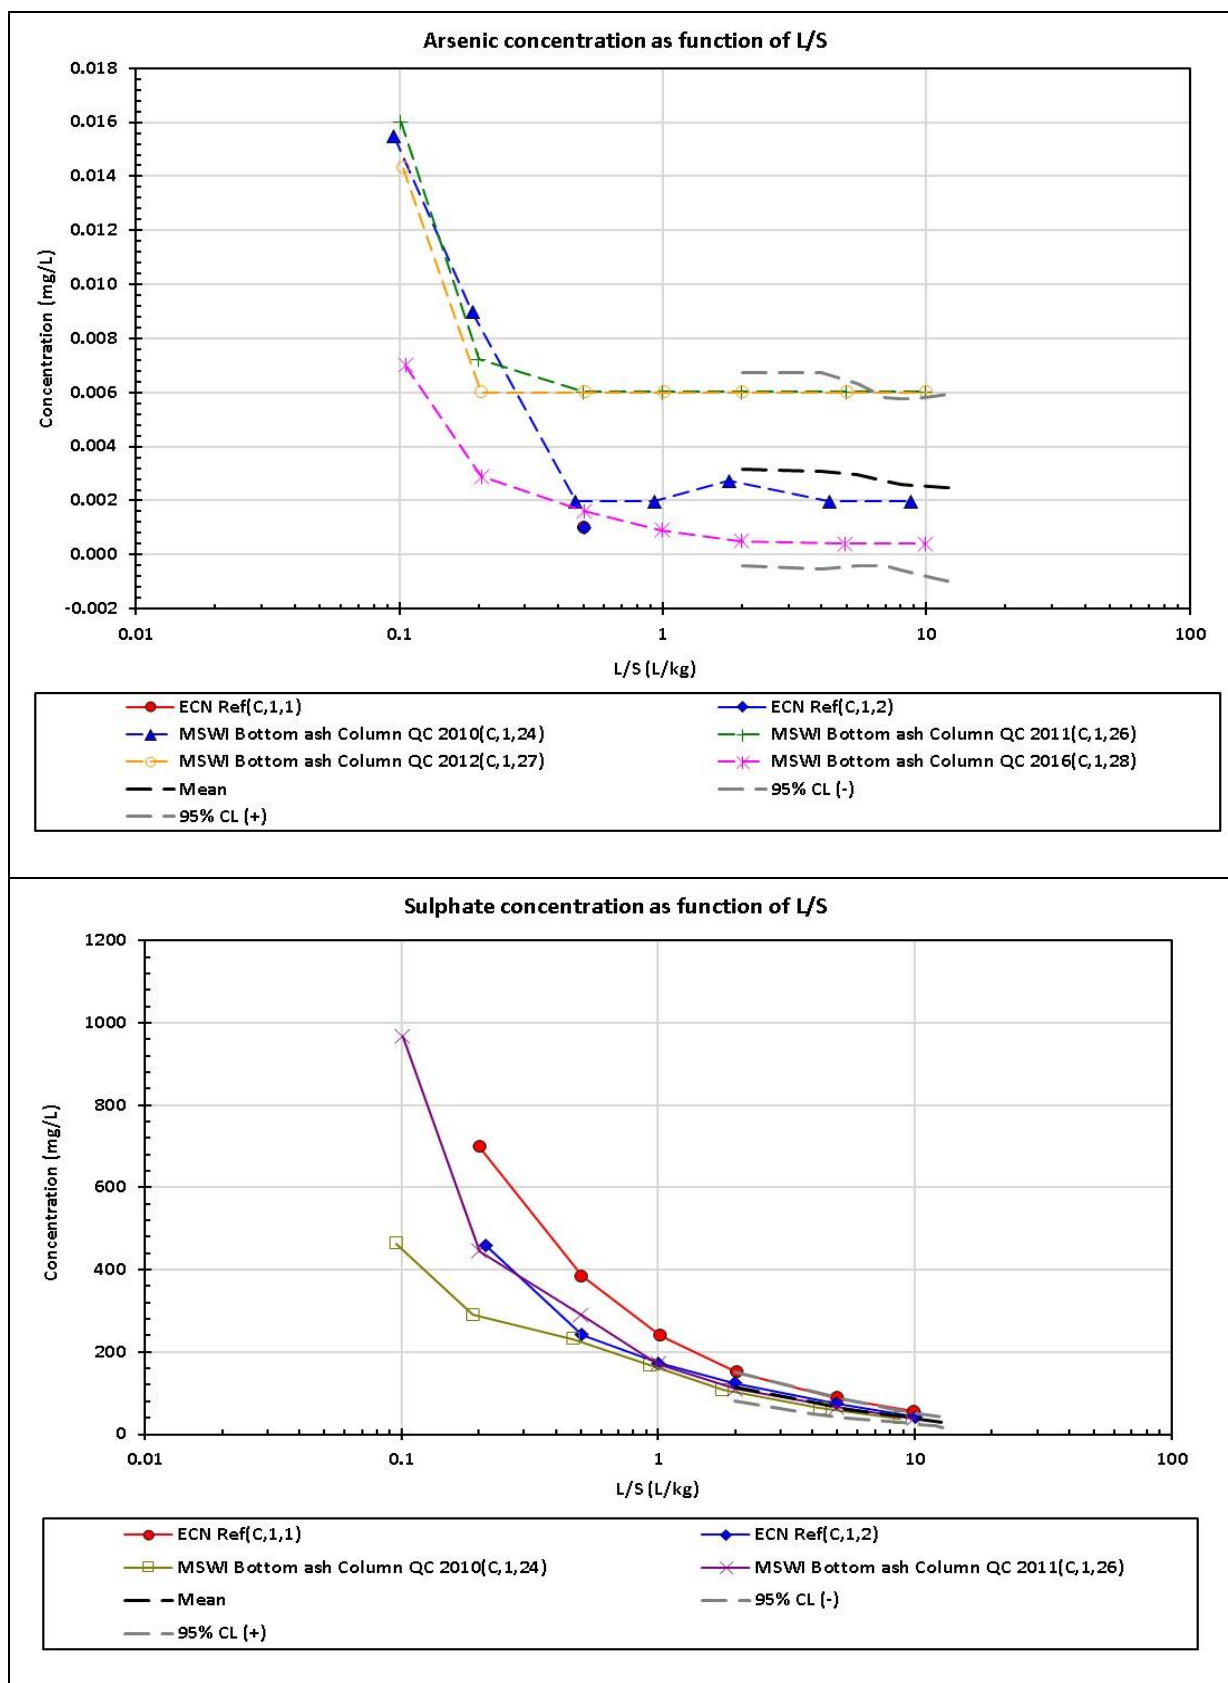 Arsenic concentration as function of L/S
0.018
0.016
0.014
0.012
0.010
0.008
0.006
0.004
0.002
0.000
-0.002
Concentration (mg/L)
0.01 0.1 1 10 100
L/S (L/kg)
ECN Ref(C,1,1) ECN Ref(C,1,2)
MSWI Bottom ash Column QC 2010(C,1,24) MSWI Bottom ash Column QC 2011(C,1,26)
MSWI Bottom ash Column QC 2012(C,1,27) MSWI Bottom ash Column QC 2016(C,1,28)
Mean 95% CL (-)
95% CL (+)
Sulphate concentration as function of L/S
1200
1000
800
600
400
200
0
Concentration (mg/L)
0.01 0.1 1 10 100
L/S (L/kg)
ECN Ref(C,1,1) ECN Ref(C,1,2)
MSWI Bottom ash Column QC 2010(C,1,24) MSWI Bottom ash Column QC 2011(C,1,26)
Mean 95% CL (-)
95% CL (+)